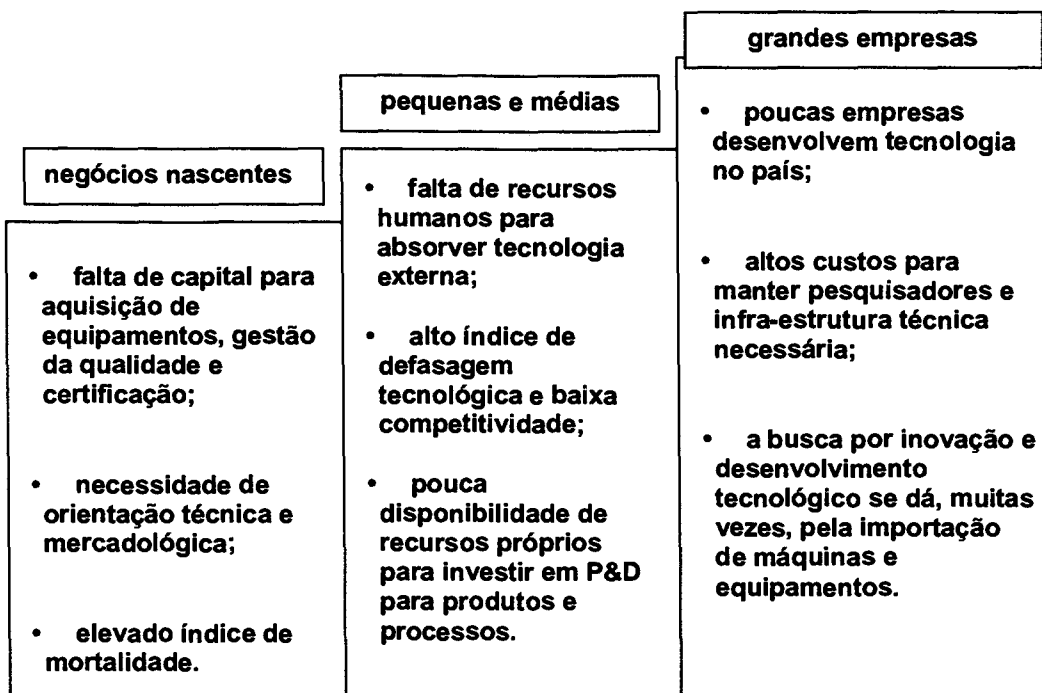 negócios nascentes
• falta de capital para
aquisição de
equipamentos, gestão
da qualidade e
certificação;
• necessidade de
orientação técnica e
mercadológica;
• elevado índice de
mortalidade.
pequenas e médias
• falta de recursos
humanos para
absorver tecnologia
externa;
• alto índice de
defasagem
tecnológica e baixa
competitividade;
• pouca
disponibilidade de
recursos próprios
para investir em P&D
para produtos e
processos.
grandes empresas
• poucas empresas
desenvolvem tecnologia
no país;
• altos custos para
manter pesquisadores e
infra-estrutura técnica
necessária;
• a busca por inovação e
desenvolvimento
tecnológico se dá, muitas
vezes, pela importação
de máquinas e
equipamentos.